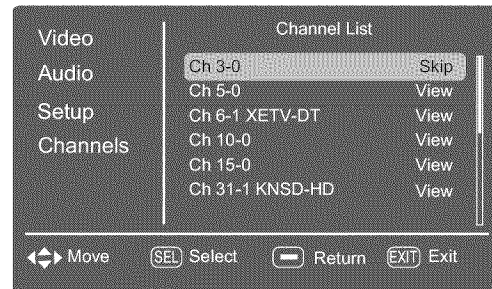 Video
Audio
Setup
Channels
Channel List
Ch 3-0 Skip
Ch 5-0 View
Ch 6-1 XETV-DT View
Ch 10-0 View
Ch 15-0 View
Ch 31-1 KNSD-HD View
Move SEL Select Return EXIT Exit